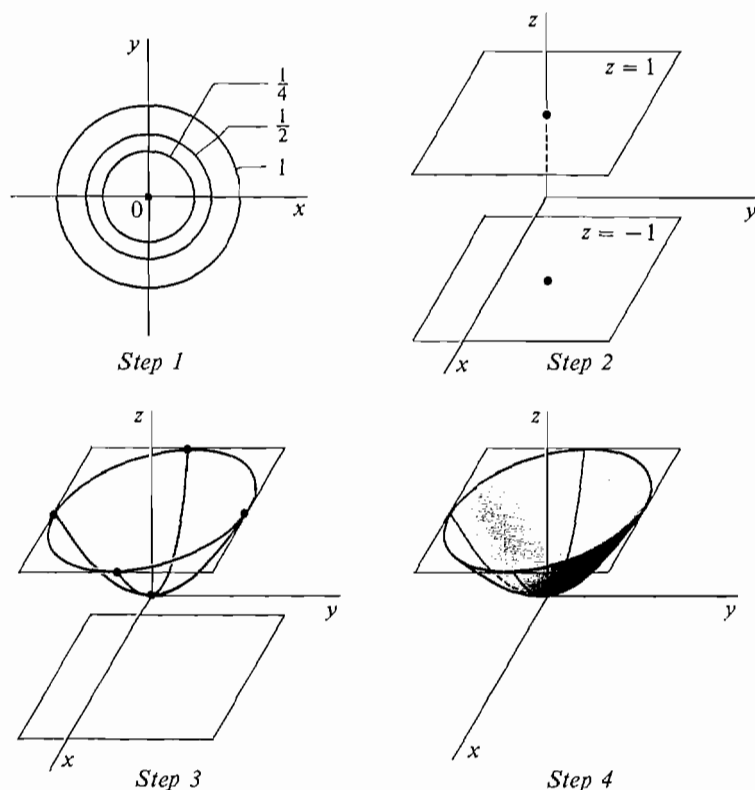 y
1/4
1/2
1
0
x
Step 1
z
z = 1
y
z = −1
x
Step 2
z
y
x
Step 3
z
y
x
Step 4